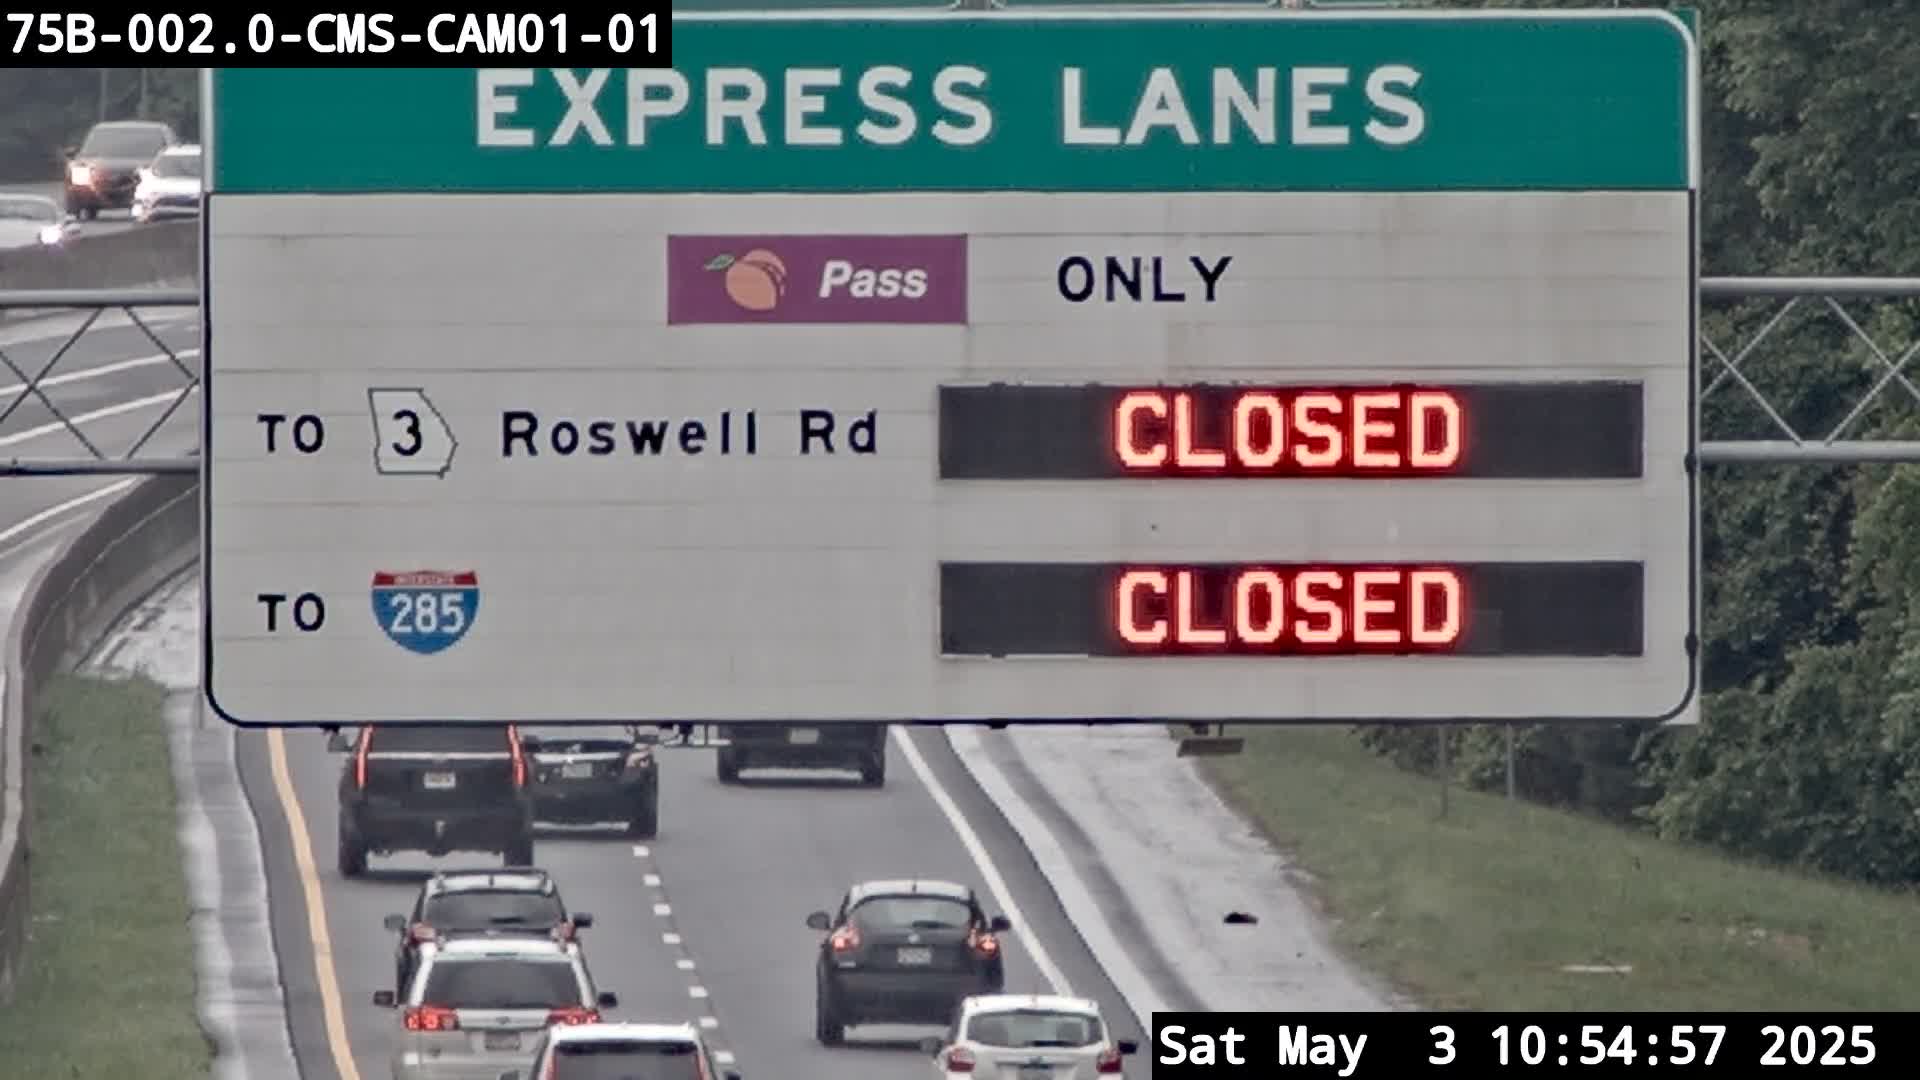 75B-002.0-CMS-CAM01-01
EXPRESS LANES
Pass ONLY
TO 3 Roswell Rd CLOSED
INTERSTATE
TO 285 CLOSED
Sat May 3 10:54:57 2025